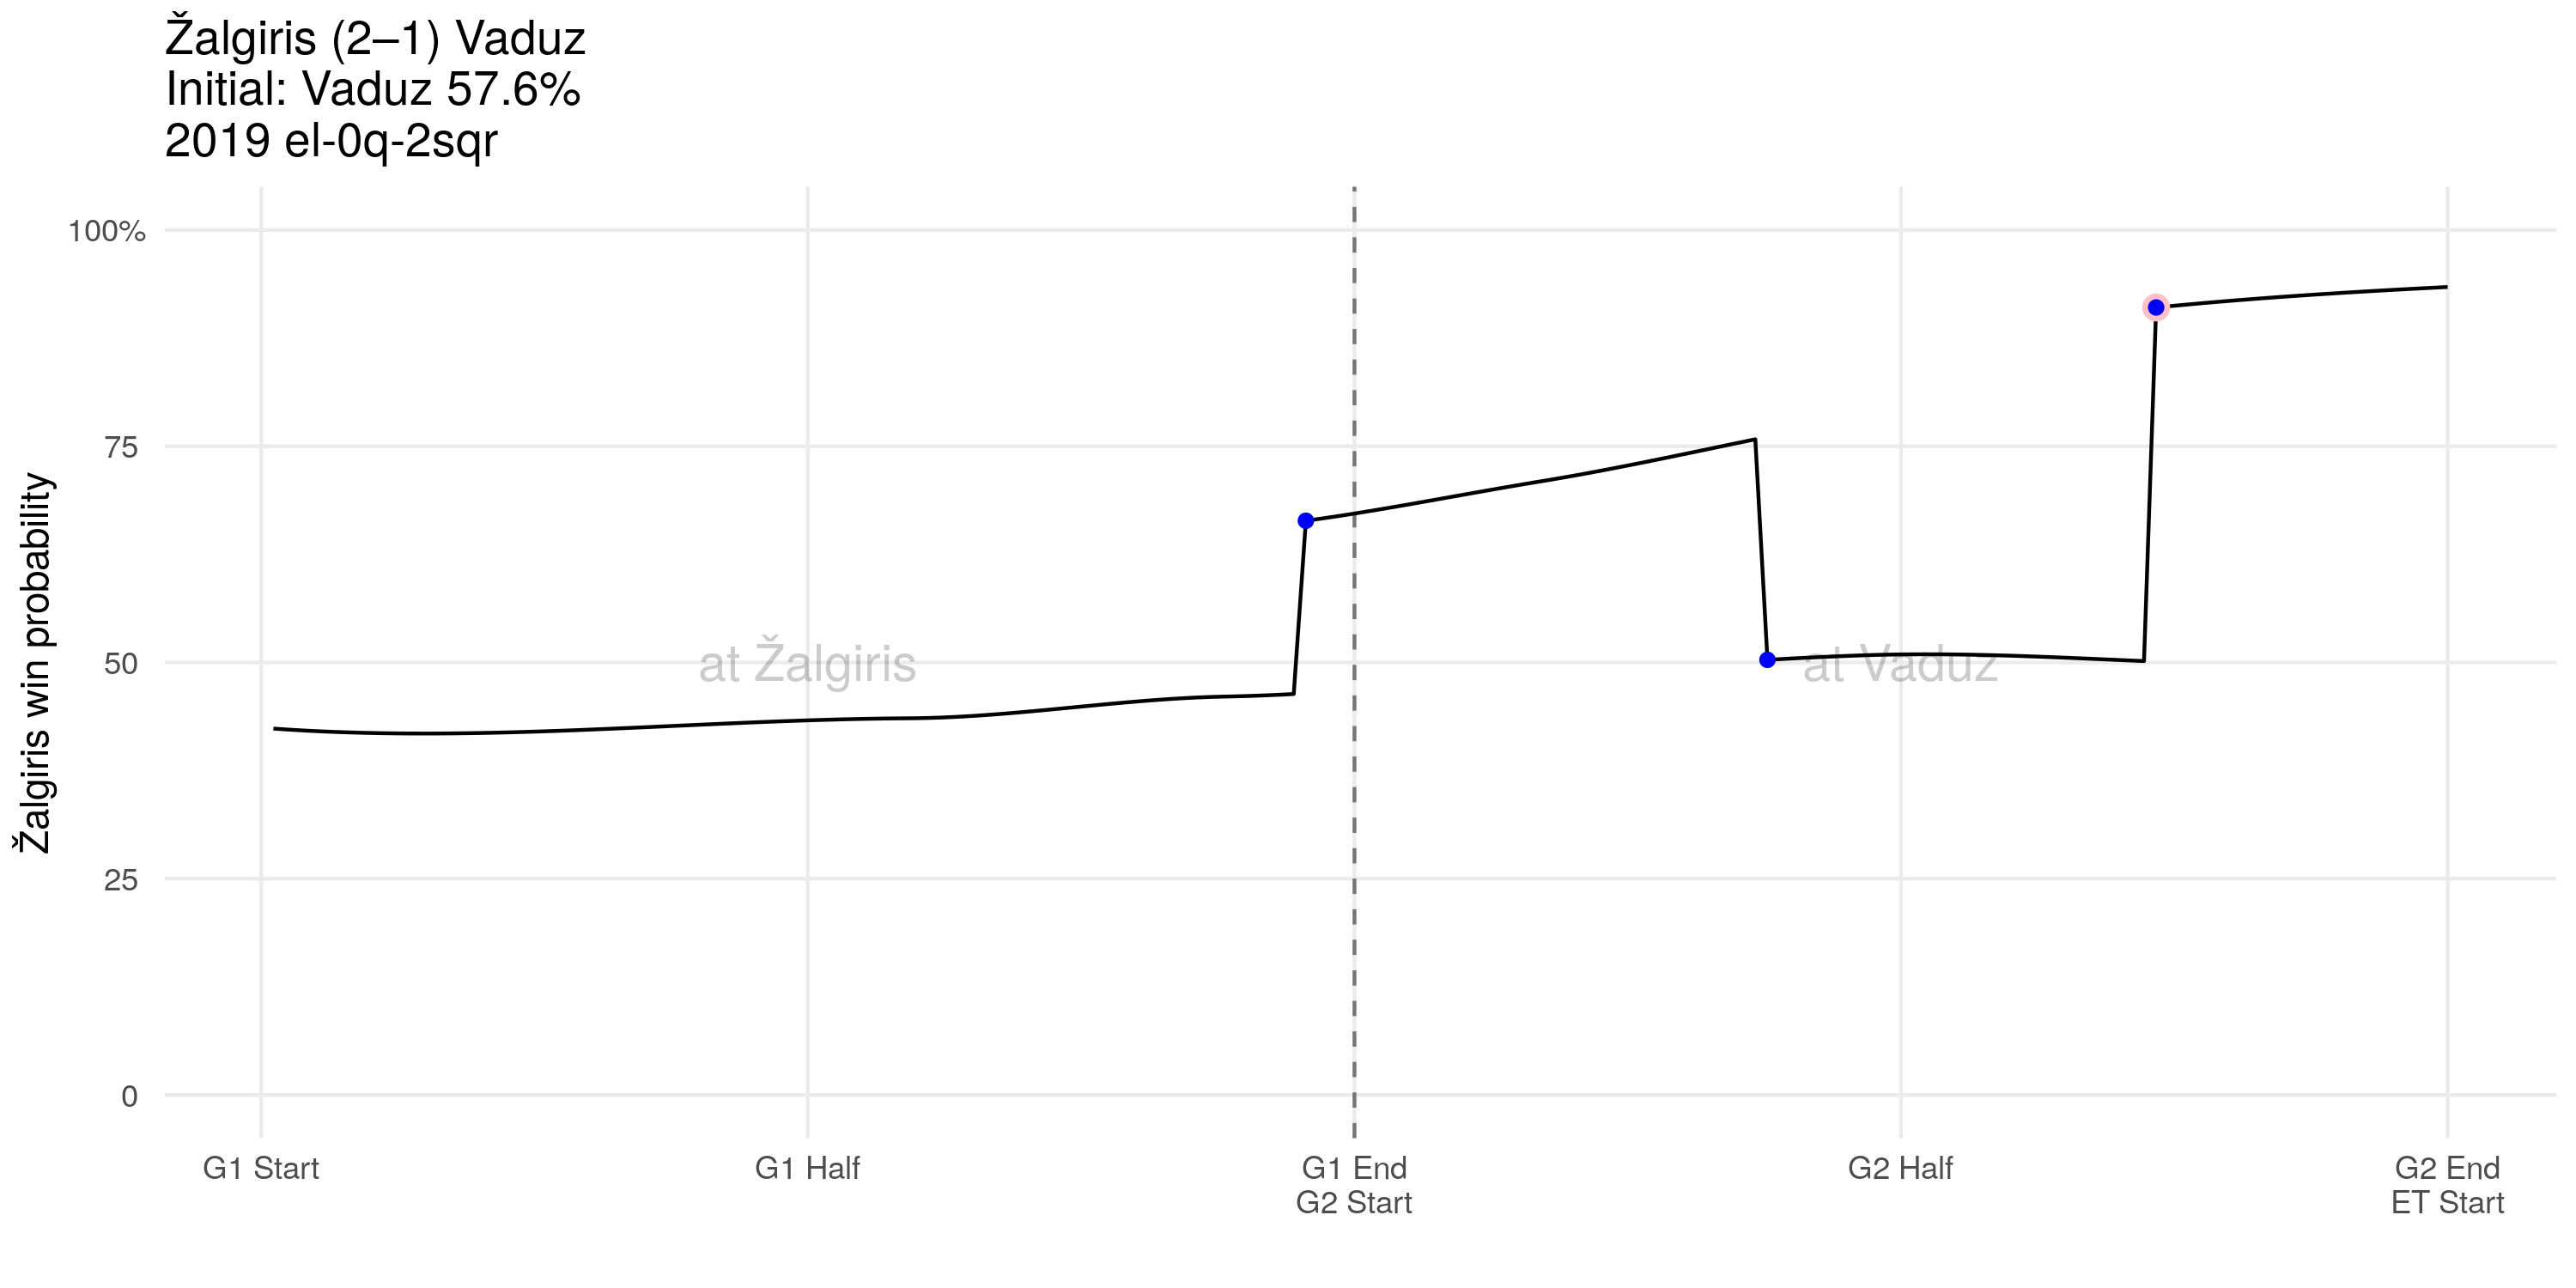 Žalgiris (2–1) Vaduz
Initial: Vaduz 57.6%
2019 el-0q-2sqr
Žalgiris win probability
100%
75
50
25
0
at Žalgiris
at Vaduz
G1 Start
G1 Half
G1 End
G2 Start
G2 Half
G2 End
ET Start